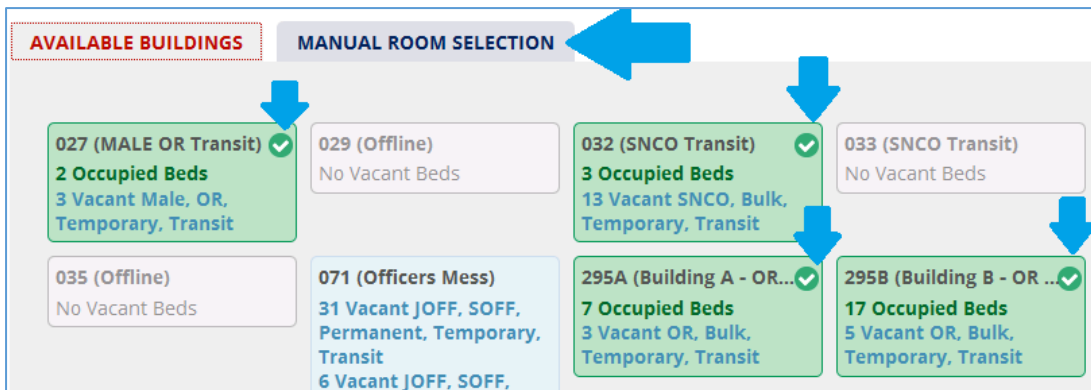 AVAILABLE BUILDINGS
MANUAL ROOM SELECTION
027 (MALE OR Transit)
2 Occupied Beds
3 Vacant Male, OR,
Temporary, Transit
029 (Offline)
No Vacant Beds
032 (SNCO Transit)
3 Occupied Beds
13 Vacant SNCO, Bulk,
Temporary, Transit
033 (SNCO Transit)
No Vacant Beds
035 (Offline)
No Vacant Beds
071 (Officers Mess)
31 Vacant JOFF, SOFF,
Permanent, Temporary,
Transit
6 Vacant JOFF, SOFF,
295A (Building A - OR...
7 Occupied Beds
3 Vacant OR, Bulk,
Temporary, Transit
295B (Building B - OR ...
17 Occupied Beds
5 Vacant OR, Bulk,
Temporary, Transit